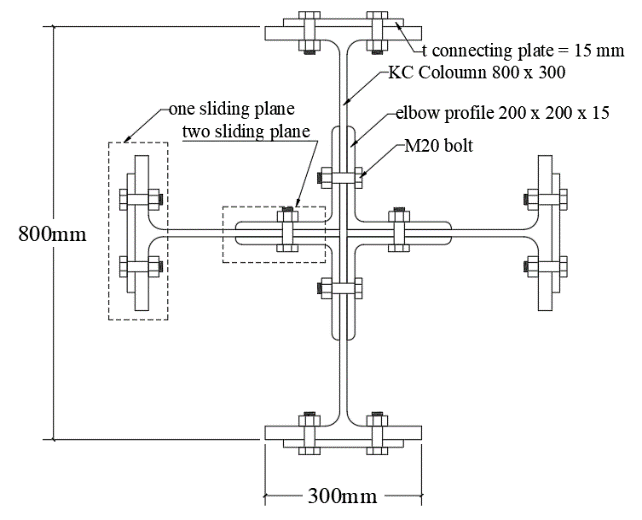 t connecting plate = 15 mm
KC Coloumn 800 x 300
one sliding plane
elbow profile 200 x 200 x 15
two sliding plane
M20 bolt
800mm
300mm